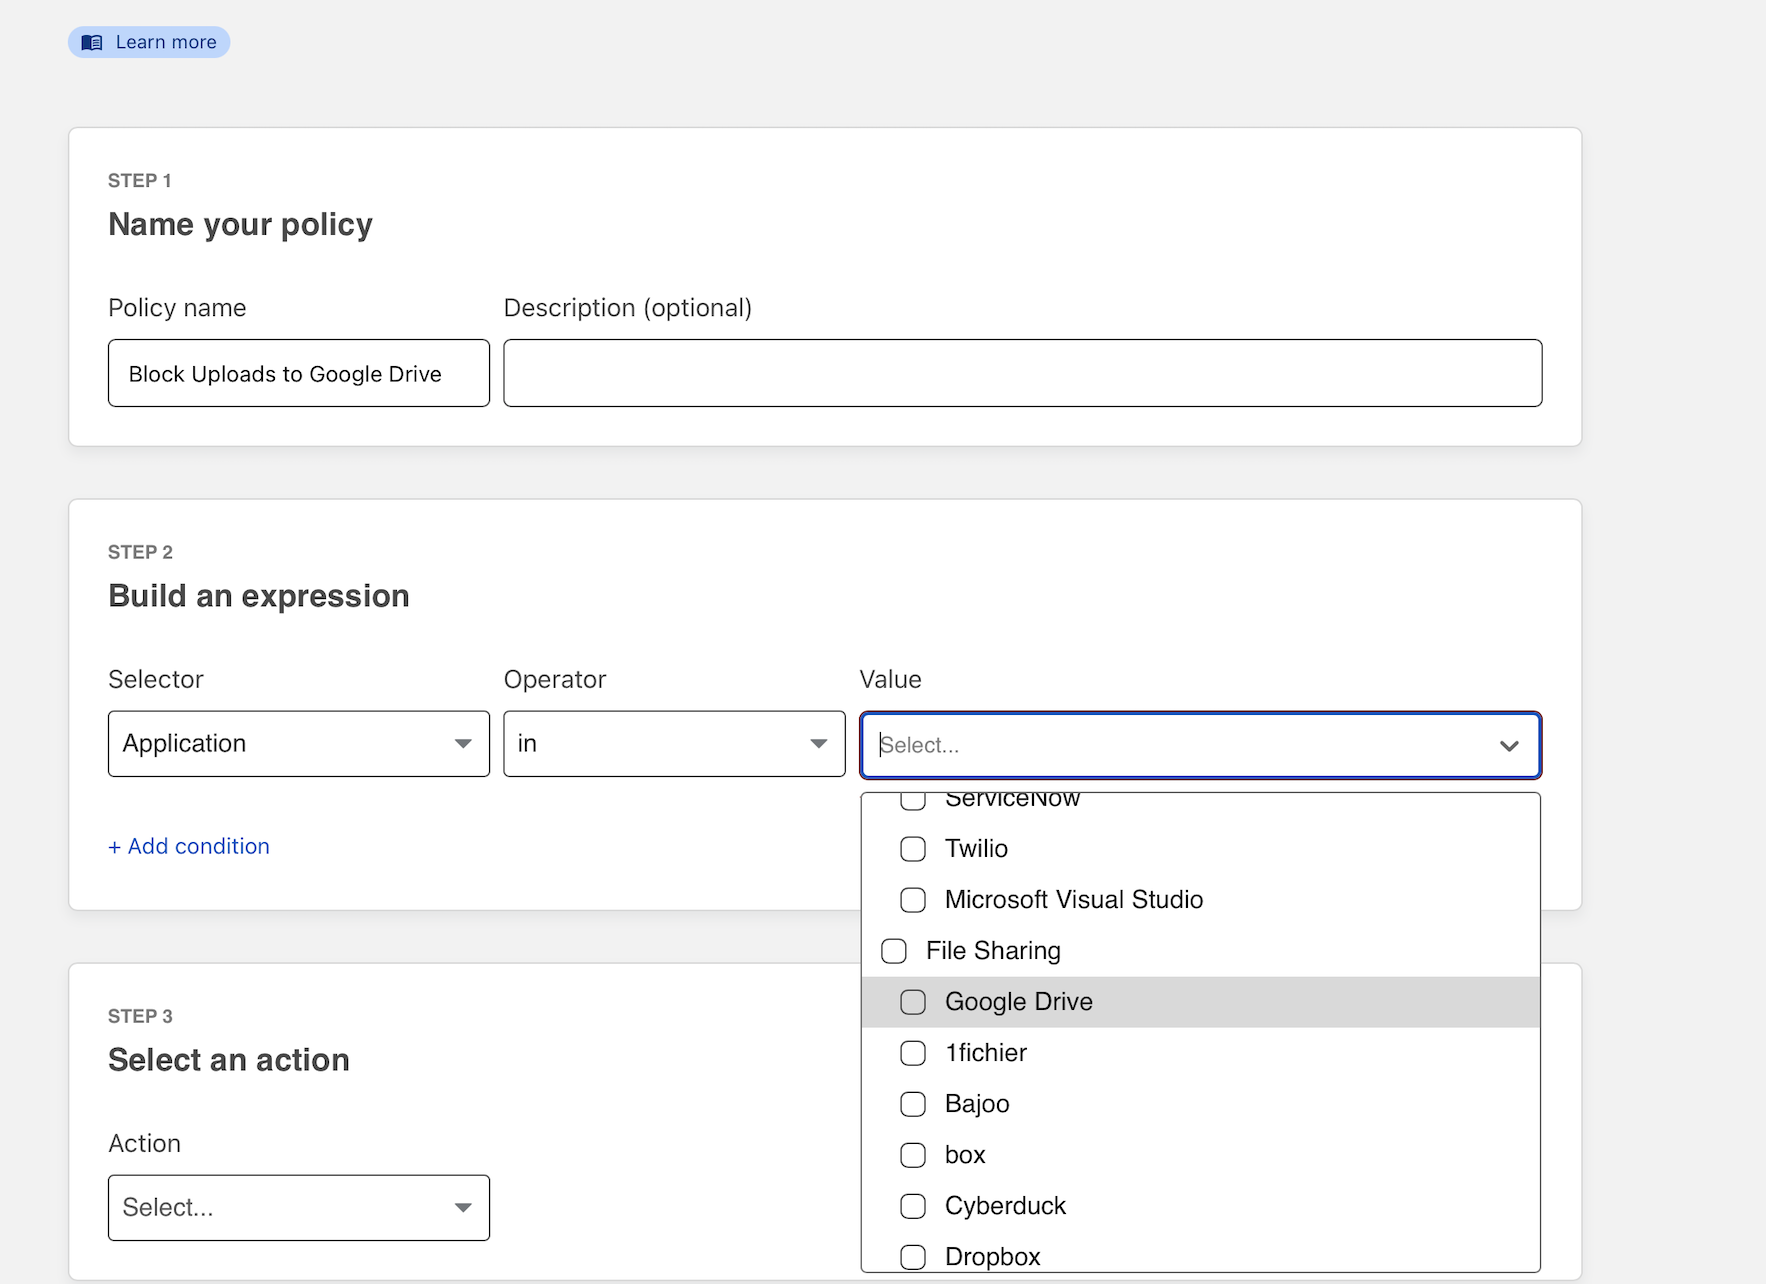 Learn more
STEP 1
Name your policy
Policy name
Description (optional)
Block Uploads to Google Drive
STEP 2
Build an expression
Selector
Operator
Value
Application
in
Select...
+ Add condition
ServiceNow
Twilio
Microsoft Visual Studio
File Sharing
Google Drive
1fichier
Bajoo
box
Cyberduck
Dropbox
STEP 3
Select an action
Action
Select...